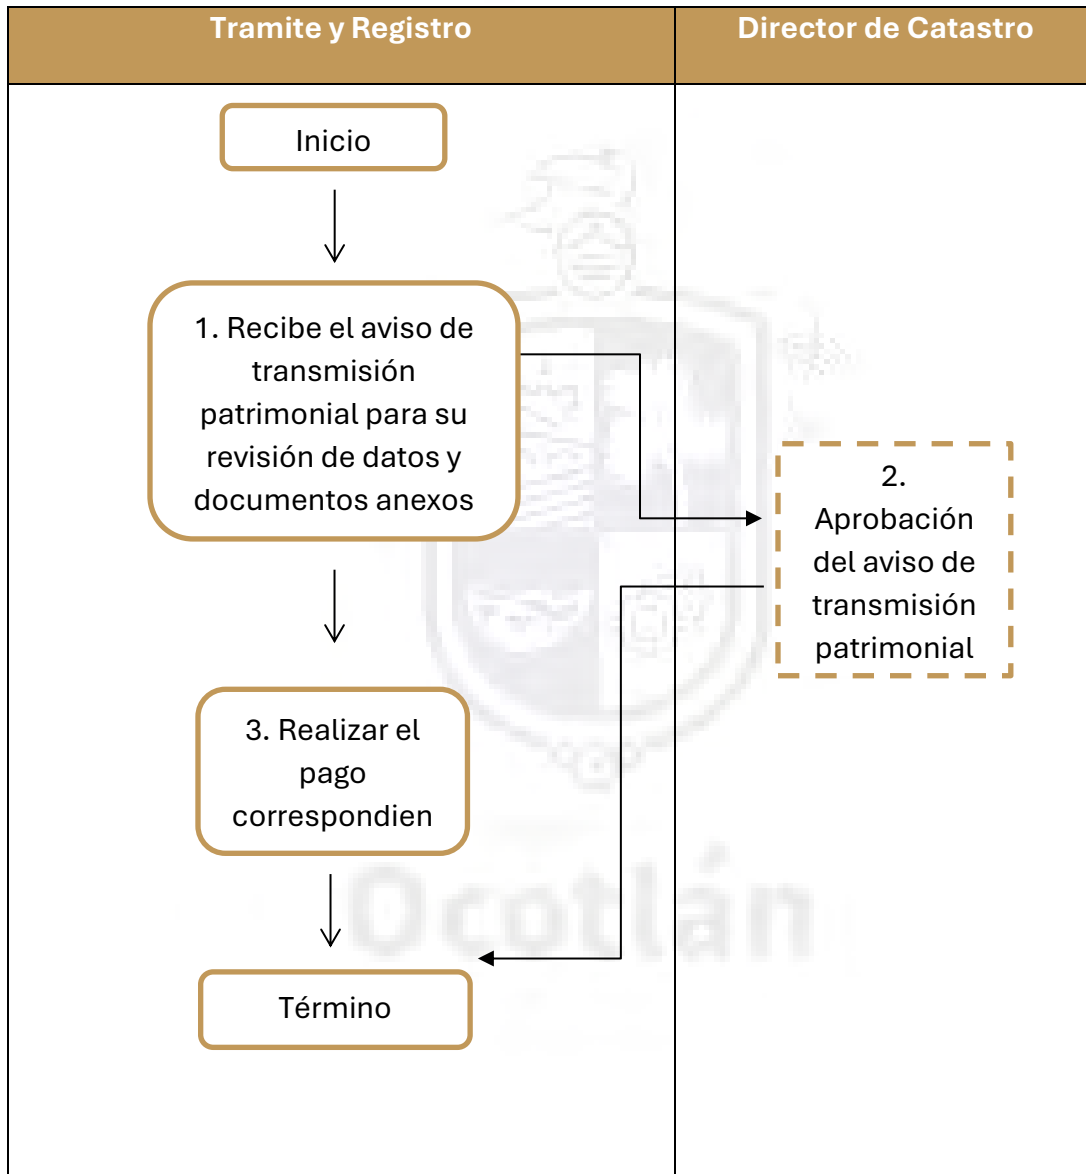 Tramite y Registro
Director de Catastro
Inicio
1. Recibe el aviso de
transmisión
patrimonial para su
revisión de datos y
documentos anexos
2.
Aprobación
del aviso de
transmisión
patrimonial
3. Realizar el
pago
correspondien
Ocotlán
Término